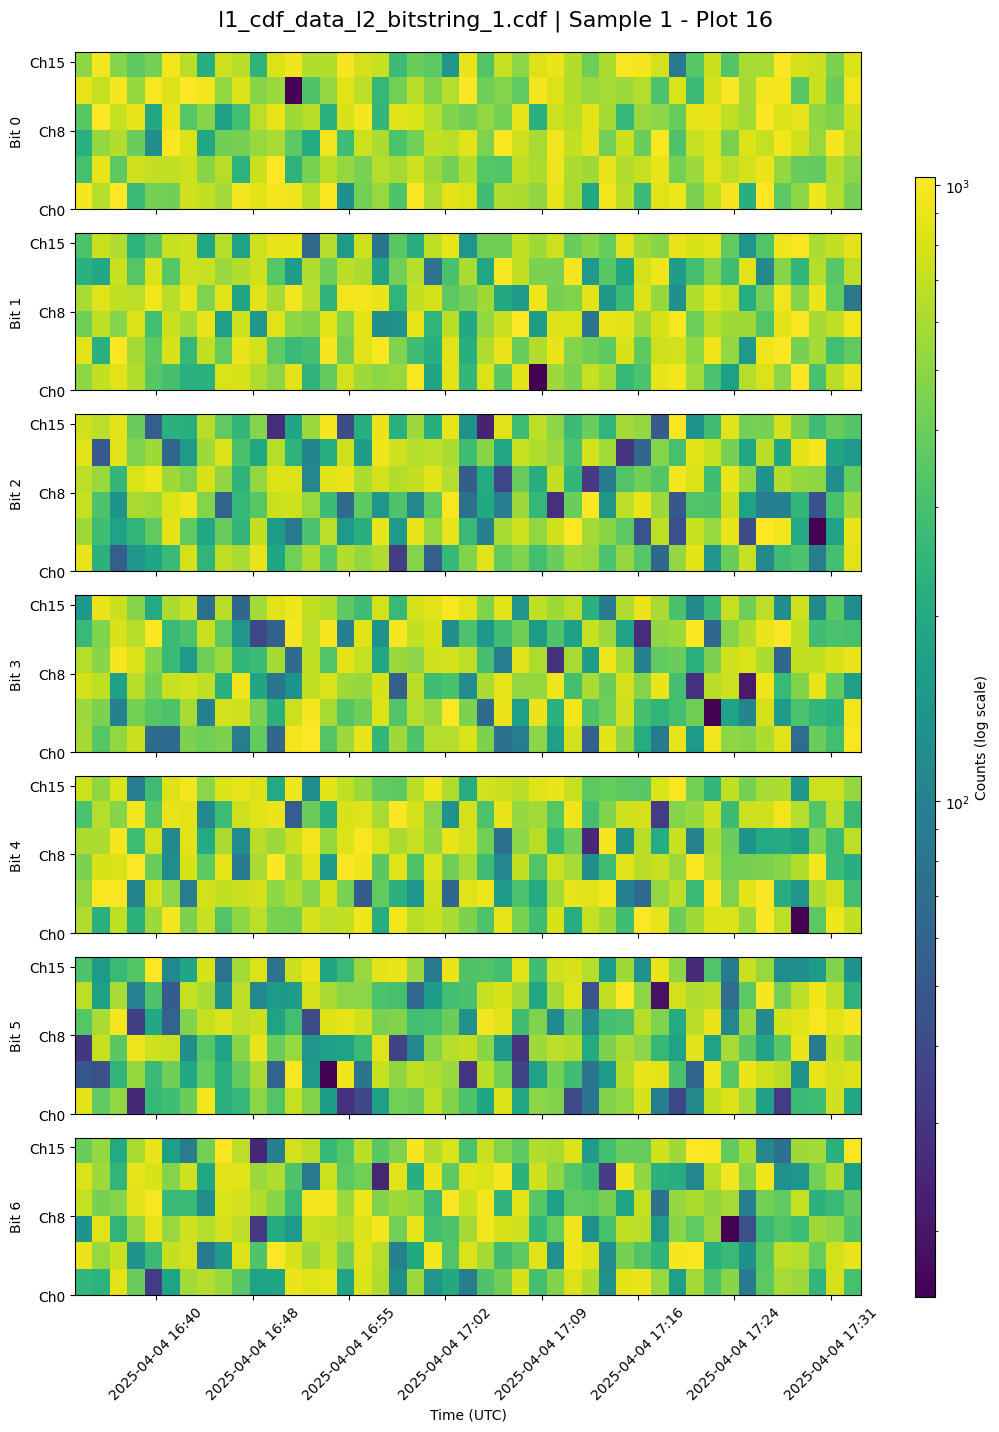 l1_cdf_data_l2_bitstring_1.cdf | Sample 1 - Plot 16
Ch15
Bit 0
Ch8
Ch0
Ch15
Bit 1
Ch8
Ch0
Ch15
Bit 2
Ch8
Ch0
Ch15
Bit 3
Ch8
Ch0
Ch15
Bit 4
Ch8
Ch0
Ch15
Bit 5
Ch8
Ch0
Ch15
Bit 6
Ch8
Ch0
2025-04-04 16:40
2025-04-04 16:48
2025-04-04 16:55
2025-04-04 17:02
2025-04-04 17:09
2025-04-04 17:16
2025-04-04 17:24
2025-04-04 17:31
Time (UTC)
10³
10²
Counts (log scale)